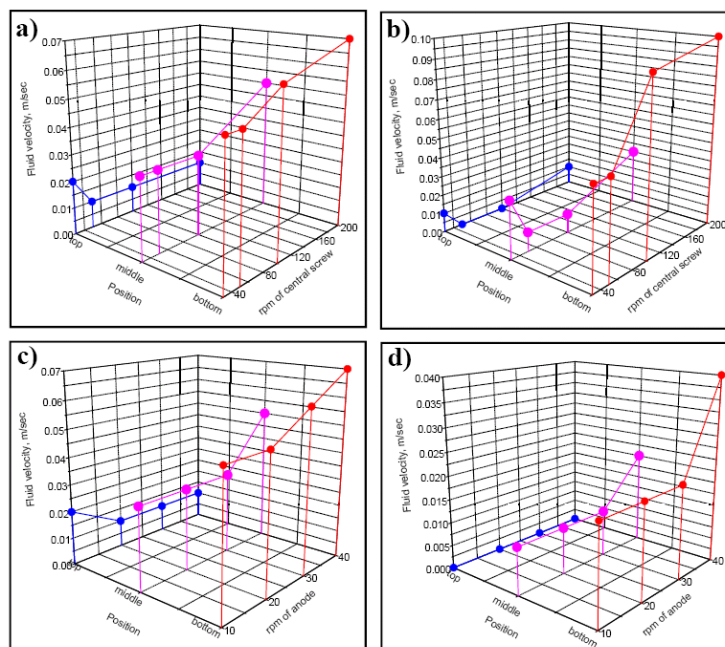 a)
0.07
0.06
0.05
0.04
0.03
0.02
0.01
0.00
Fluid velocity, m/sec
top
middle
bottom
Position
40
80
120
160
200
rpm of central screw
b)
0.10
0.09
0.08
0.07
0.06
0.05
0.04
0.03
0.02
0.01
0.00
Fluid velocity, m/sec
top
middle
bottom
Position
40
80
120
160
200
rpm of central screw
c)
0.07
0.06
0.05
0.04
0.03
0.02
0.01
0.00
Fluid velocity, m/sec
top
middle
bottom
Position
10
20
30
40
rpm of anode
d)
0.040
0.035
0.030
0.025
0.020
0.015
0.010
0.005
0.000
Fluid velocity, m/sec
top
middle
bottom
Position
10
20
30
40
rpm of anode